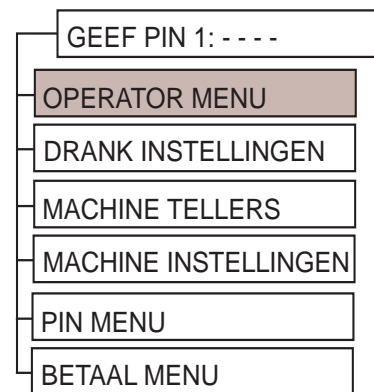 GEEF PIN 1: - - - -
OPERATOR MENU
DRANK INSTELLINGEN
MACHINE TELLERS
MACHINE INSTELLINGEN
PIN MENU
BETAAL MENU